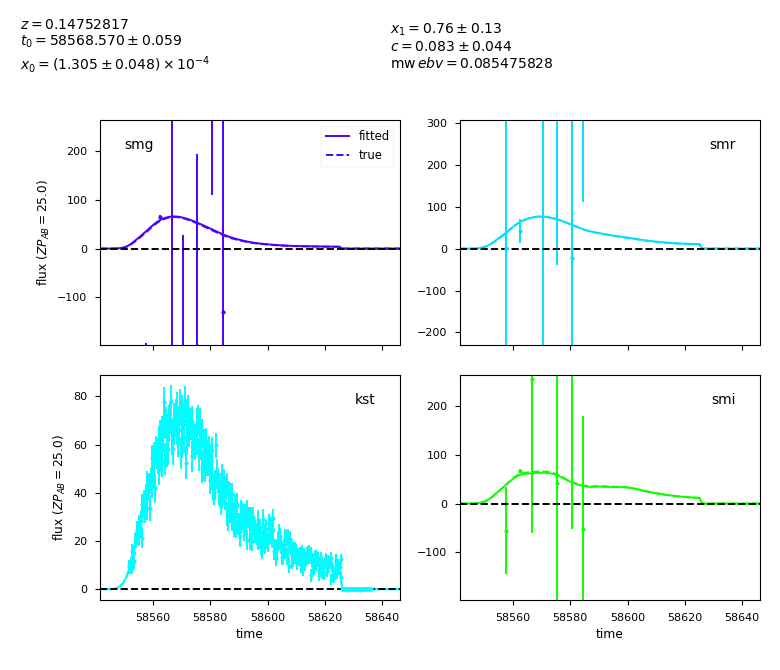 z = 0.14752817
t₀ = 58568.570 ± 0.059
x₀ = (1.305 ± 0.048) × 10⁻⁴
x₁ = 0.76 ± 0.13
c = 0.083 ± 0.044
mw ebv = 0.085475828
smg
fitted
true
200
100
0
−100
flux (ZP_AB = 25.0)
smr
300
200
100
0
−100
−200
kst
80
60
40
20
0
flux (ZP_AB = 25.0)
58560 58580 58600 58620 58640
time
smi
200
100
0
−100
58560 58580 58600 58620 58640
time